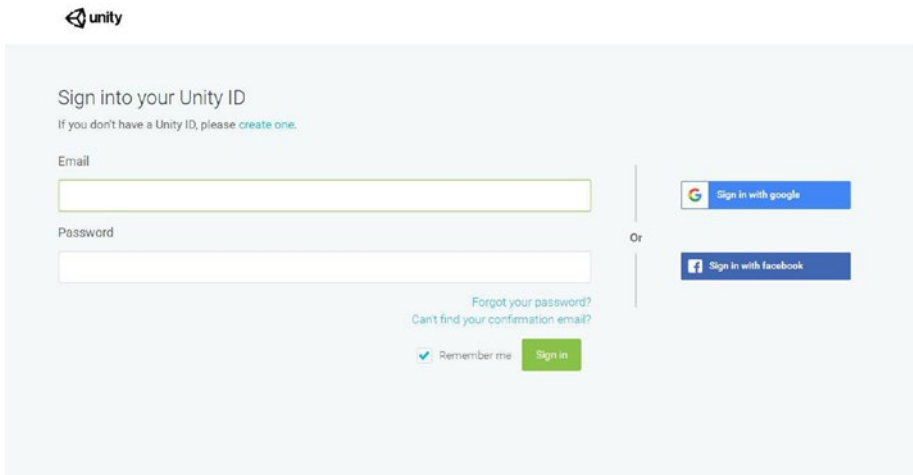 unity
Sign into your Unity ID
If you don't have a Unity ID, please create one.
Email
Password
Forgot your password?
Can't find your confirmation email?
Remember me
Sign in
Or
Sign in with google
Sign in with facebook